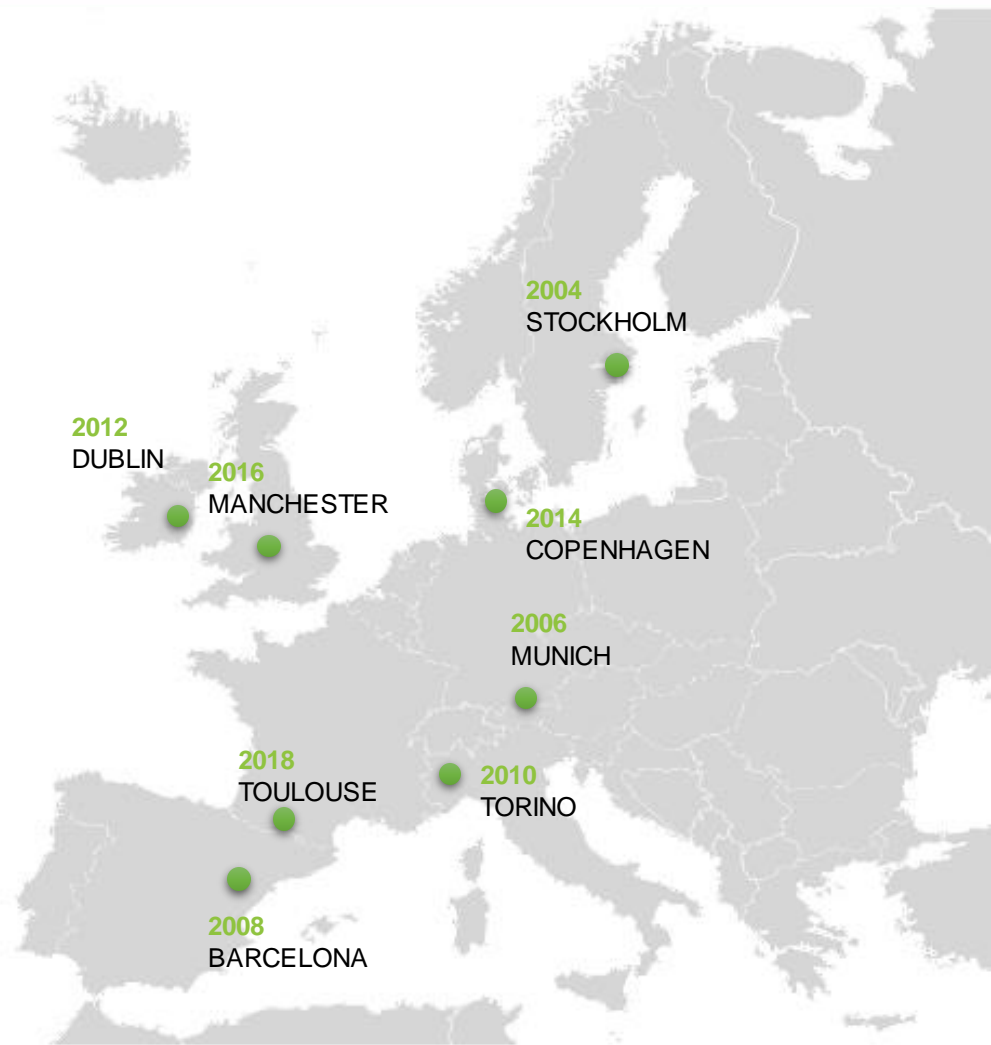 2004
STOCKHOLM
2012
DUBLIN
2016
MANCHESTER
2014
COPENHAGEN
2006
MUNICH
2018
TOULOUSE
2010
TORINO
2008
BARCELONA